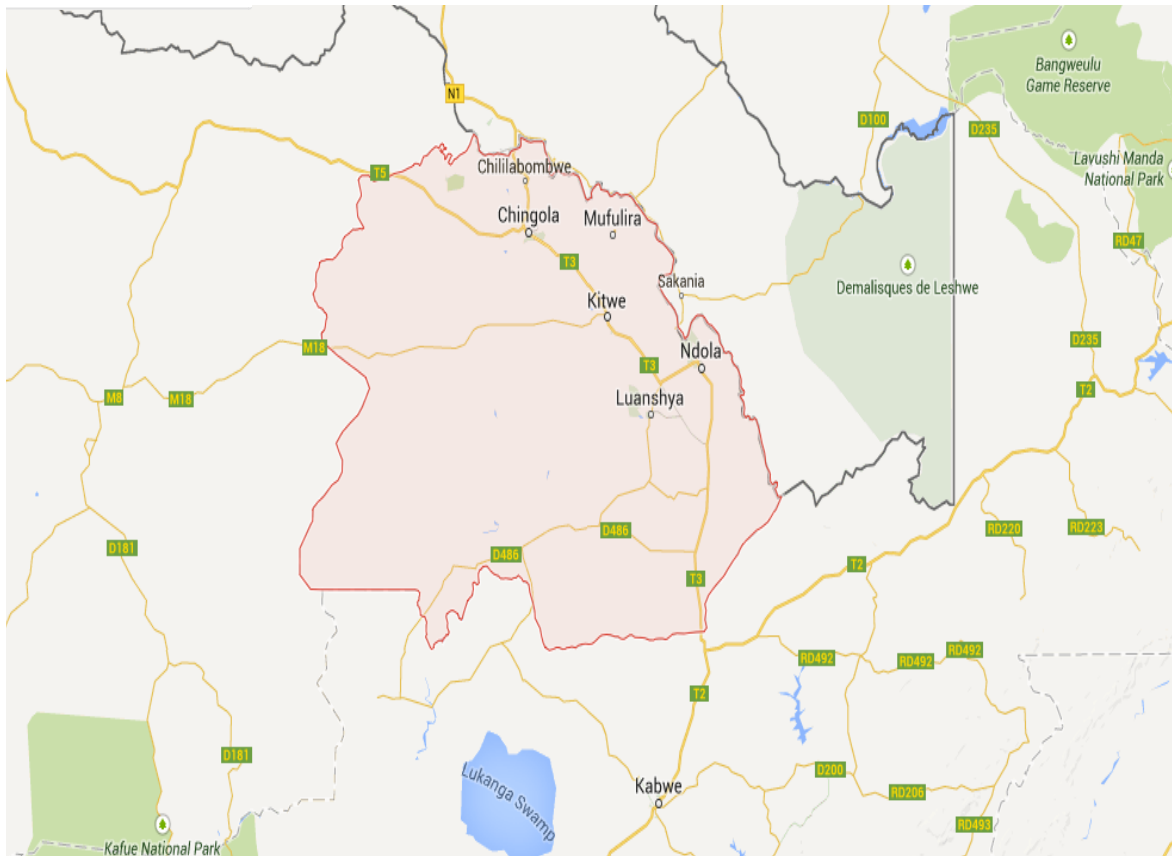 Bangweulu
Game Reserve
N1
D100
D235
Lavushi Manda
National Park
Chililabombwe
T5
Chingola
Mufulira
RD47
T3
Sakania
Demalisques de Leshwe
Kitwe
M18
D235
Ndola
T3
T2
M8
M18
Luanshya
D486
RD220
RD223
D181
D486
T2
T3
RD492
RD492
RD492
T2
D181
Lukanga Swamp
D200
Kabwe
RD206
RD493
Kafue National Park